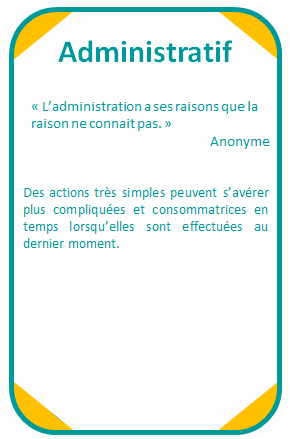 Administratif
« L'administration a ses raisons que la
raison ne connait pas. »
Anonyme
Des actions très simples peuvent s'avérer
plus compliquées et consommatrices en
temps lorsqu'elles sont effectuées au
dernier moment.